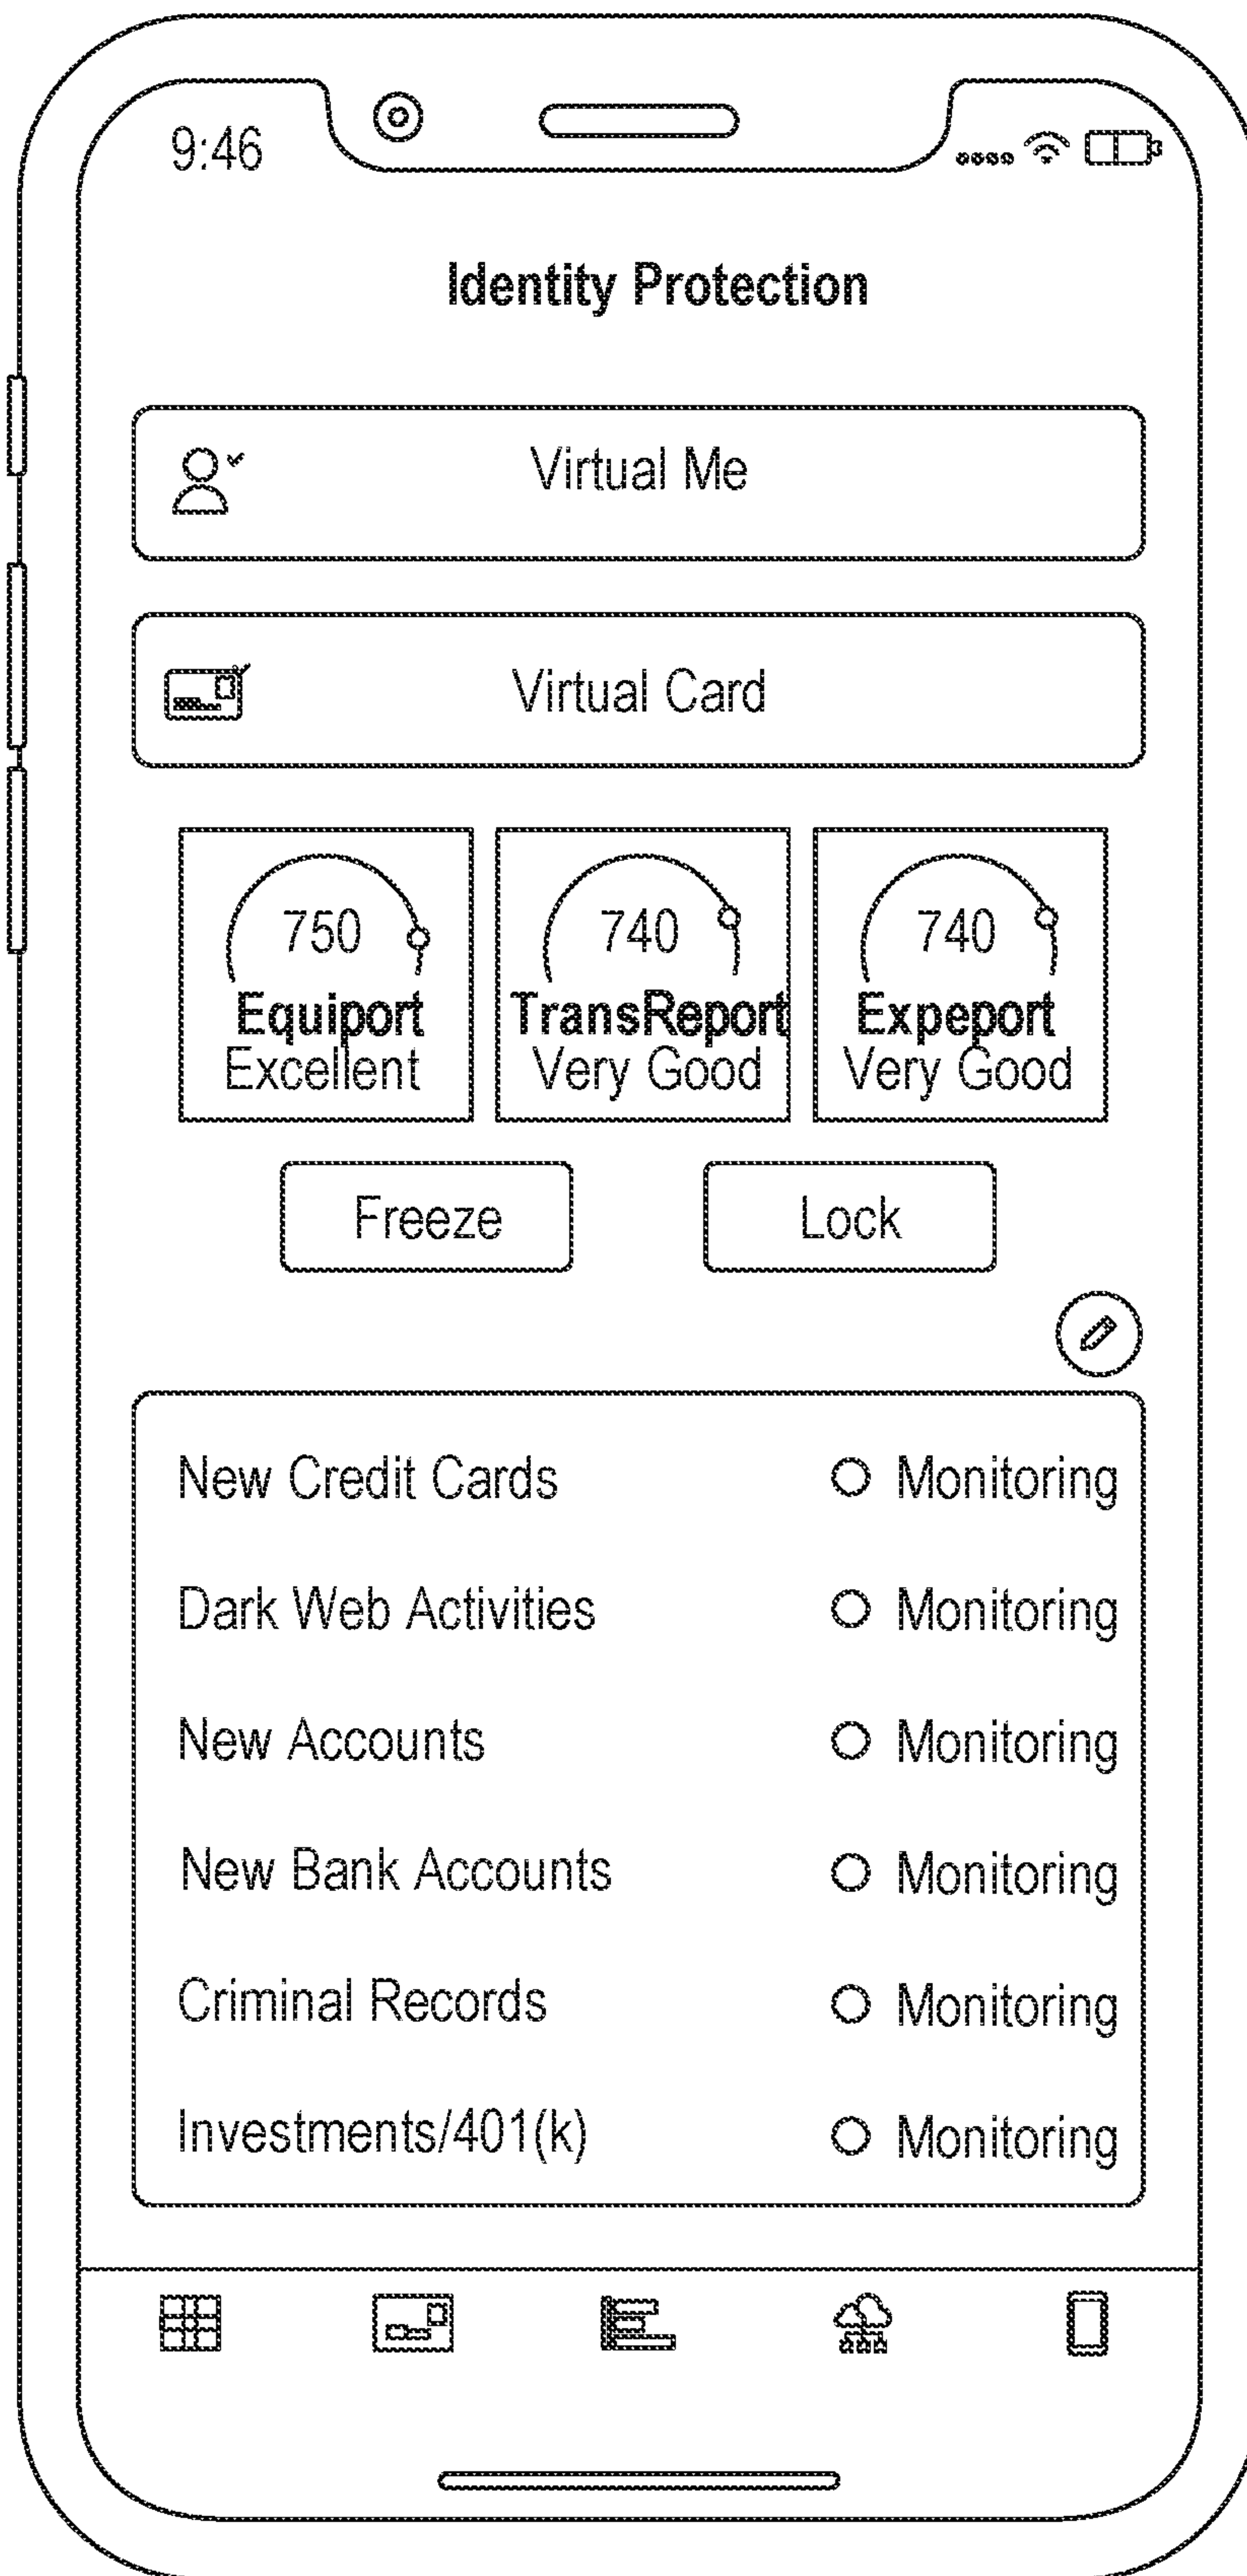 9:46
Identity Protection
Virtual Me
Virtual Card
750 740 740
Equiport TransReport Expeport
Excellent Very Good Very Good
Freeze Lock
New Credit Cards Monitoring
Dark Web Activities Monitoring
New Accounts Monitoring
New Bank Accounts Monitoring
Criminal Records Monitoring
Investments/401(k) Monitoring